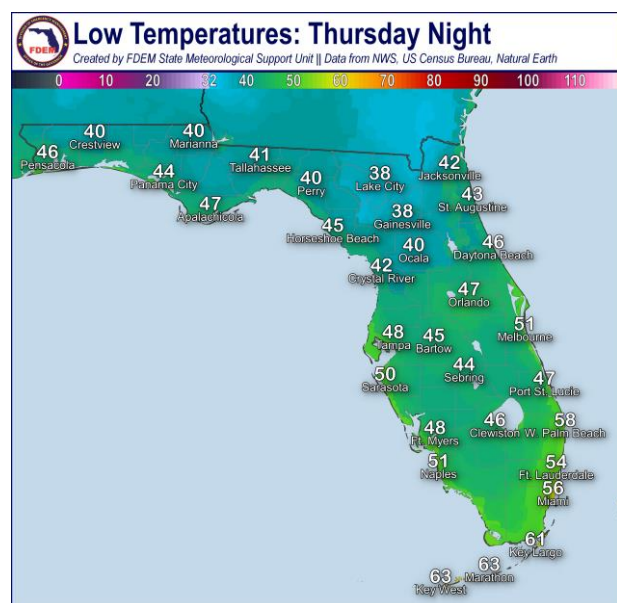 FDEM
Low Temperatures: Thursday Night
Created by FDEM State Meteorological Support Unit || Data from NWS, US Census Bureau, Natural Earth
0 10 20 32 40 50 60 70 80 90 100 110
40
Crestview
40
Marianna
46
Pensacola
41
Tallahassee
42
Jacksonville
44
Panama City
40
Perry
38
Lake City
43
St. Augustine
47
Apalachicola
38
Gainesville
45
Horseshoe Beach
40
Ocala
46
Daytona Beach
42
Crystal River
47
Orlando
51
Melbourne
48
Tampa
45
Bartow
44
Sebring
50
Sarasota
47
Port St. Lucie
48
Ft. Myers
46
Clewiston
58
W. Palm Beach
51
Naples
54
Ft. Lauderdale
56
Miami
61
Key Largo
63
Marathon
63
Key West